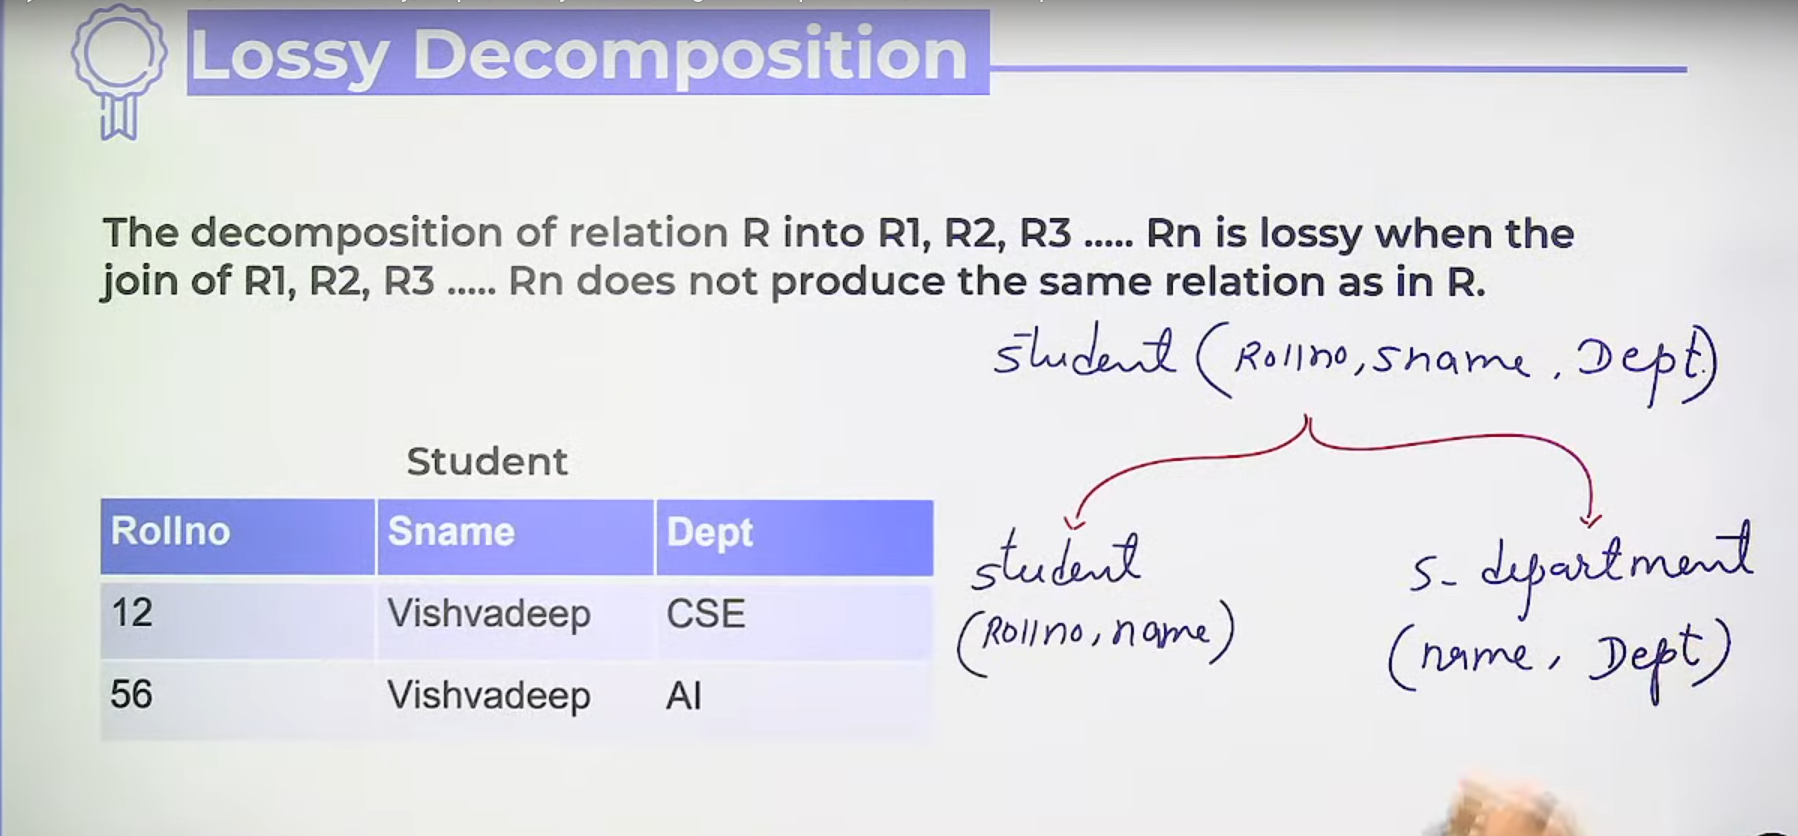 Lossy Decomposition
The decomposition of relation R into R1, R2, R3 ..... Rn is lossy when the
join of R1, R2, R3 ..... Rn does not produce the same relation as in R.
student (Rollno, sname, Dept)
Student
Rollno Sname Dept
12 Vishvadeep CSE
56 Vishvadeep AI
student
(Rollno, name)
s-department
(name, Dept)